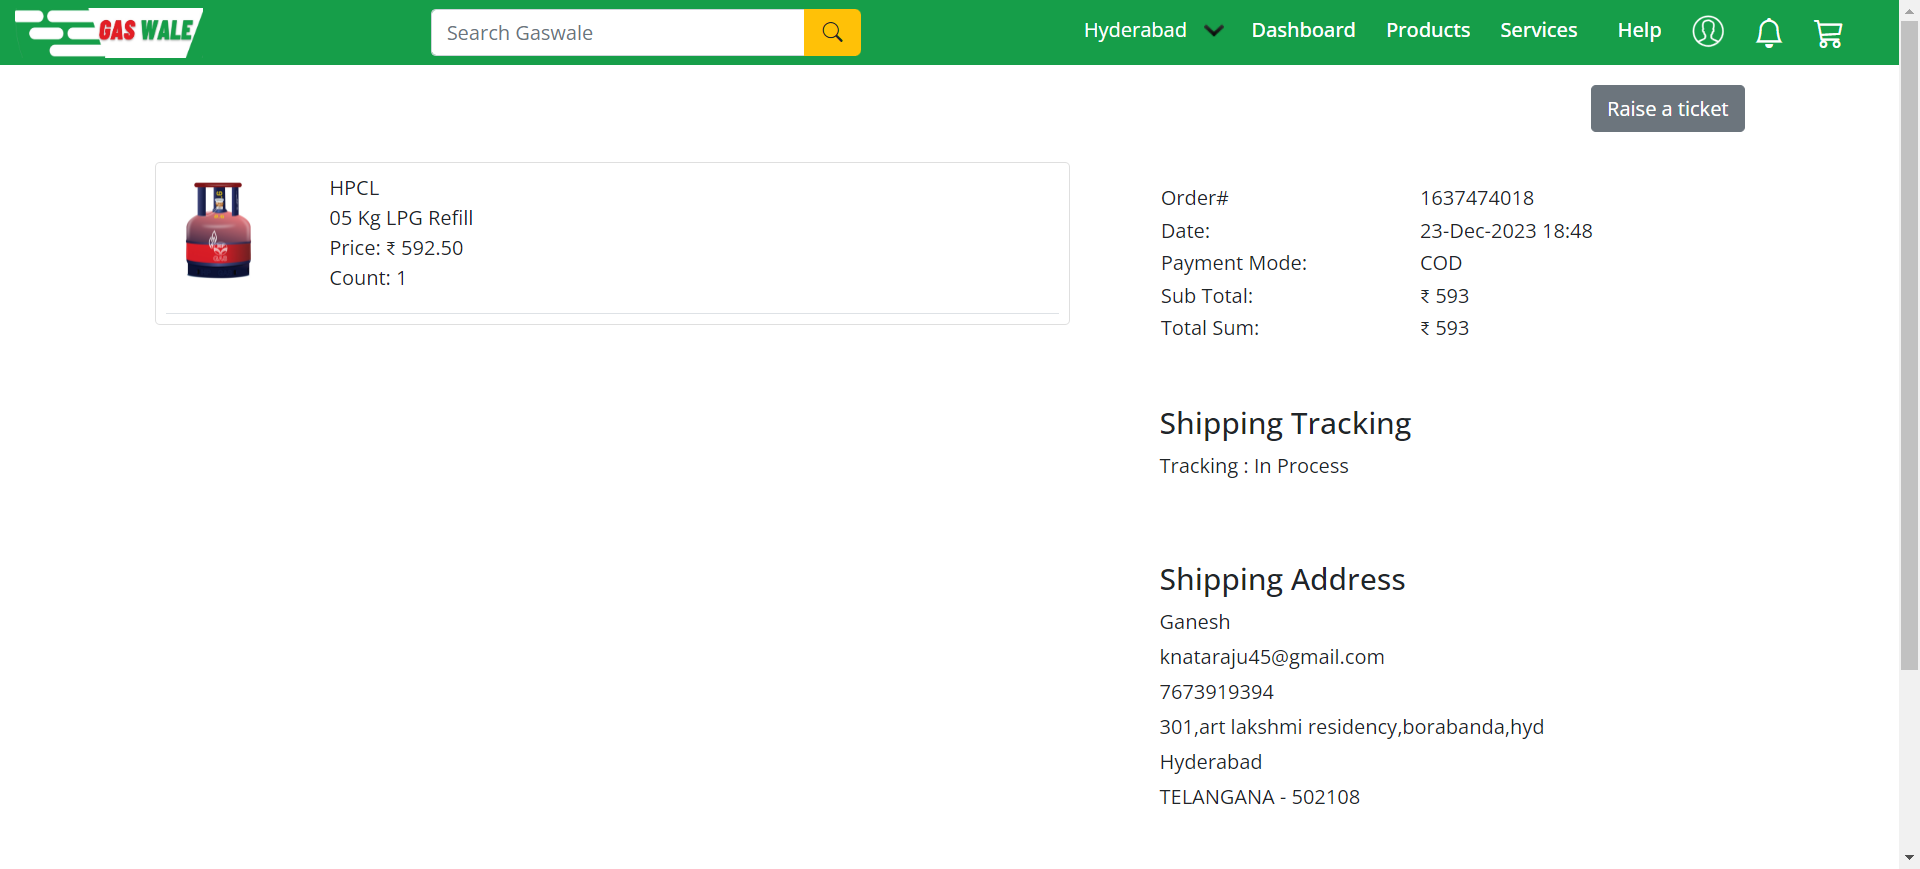 GAS WALE
Search Gaswale
Hyderabad
Dashboard
Products
Services
Help
Raise a ticket
HPCL
05 Kg LPG Refill
Price: ₹ 592.50
Count: 1
Order# 1637474018
Date: 23-Dec-2023 18:48
Payment Mode: COD
Sub Total: ₹ 593
Total Sum: ₹ 593
Shipping Tracking
Tracking : In Process
Shipping Address
Ganesh
knataraju45@gmail.com
7673919394
301,art lakshmi residency,borabanda,hyd
Hyderabad
TELANGANA - 502108